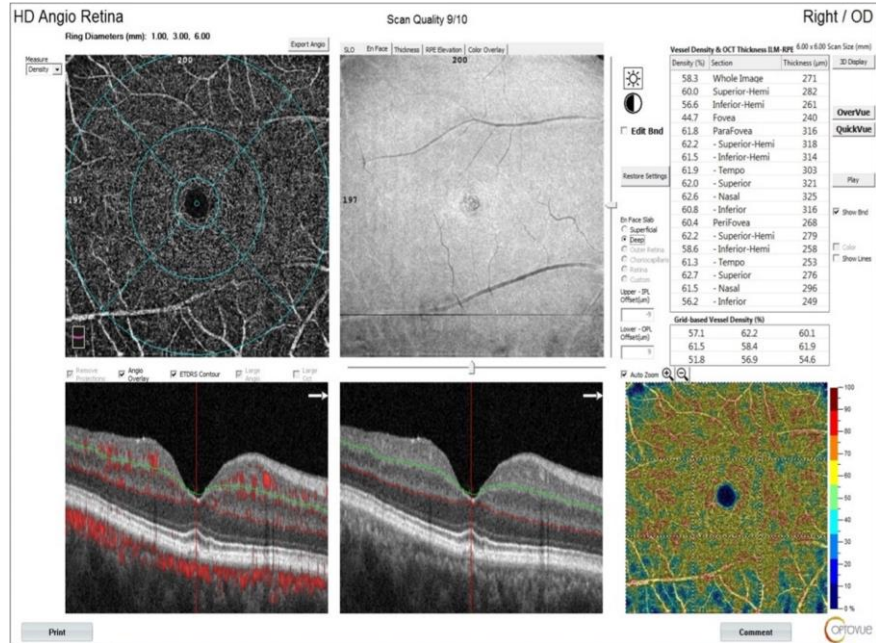 HD Angio Retina
Scan Quality 9/10
Right / OD
Ring Diameters (mm): 1.00, 3.00, 6.00
Export Angio
Measure
Density
200
197
SLO En Face Thickness RPE Elevation Color Overlay
200
197
Edit Bnd
Restore Settings
En Face Slab
Superficial
Deep
Outer Retina
Choriocapillaris
Retina
Custom
Upper - IPL
Offset(µm)
-9
Lower - OPL
Offset(µm)
9
Vessel Density & OCT Thickness ILM-RPE 6.00 x 6.00 Scan Size (mm)
Density (%) Section Thickness (µm)
58.3 Whole Image 271
60.0 Superior-Hemi 282
56.6 Inferior-Hemi 261
44.7 Fovea 240
61.8 ParaFovea 316
62.2 - Superior-Hemi 318
61.5 - Inferior-Hemi 314
61.9 - Tempo 303
62.0 - Superior 321
62.6 - Nasal 325
60.8 - Inferior 316
60.4 PeriFovea 268
62.2 - Superior-Hemi 279
58.6 - Inferior-Hemi 258
61.3 - Tempo 253
62.7 - Superior 276
61.5 - Nasal 296
56.2 - Inferior 249
Grid-based Vessel Density (%)
57.1 62.2 60.1
61.5 58.4 61.9
51.8 56.9 54.6
3D Display
OverVue
QuickVue
Play
Show Bnd
Color
Show Lines
Remove
Projections
Angio
Overlay
ETDRS Contour
Large
Angio
Large
Auto Zoom
100
90
80
70
60
50
40
30
20
10
0 %
Print
Comment
OPTOVUE